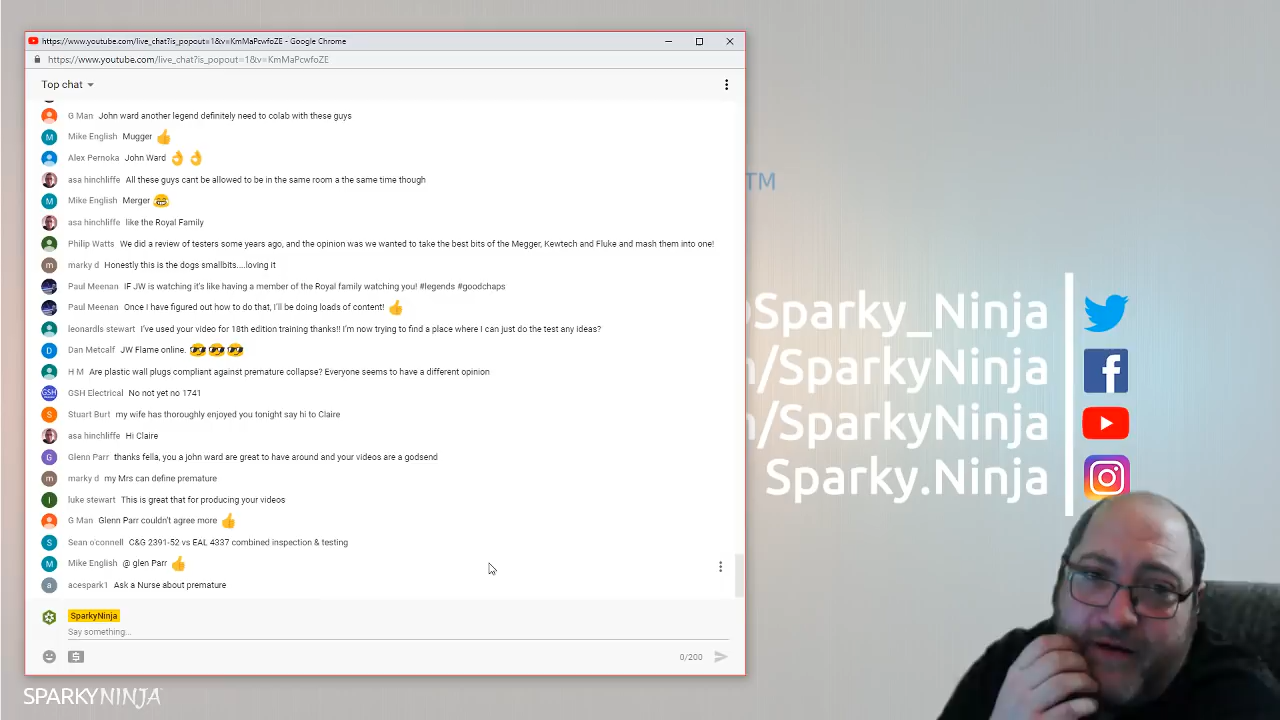 https://www.youtube.com/live_chat?is_popout=1&v=KmMaPcwfoZE - Google Chrome
https://www.youtube.com/live_chat?is_popout=1&v=KmMaPcwfoZE
Top chat
G Man John ward another legend definitely need to colab with these guys
Mike English Mugger 👍
Alex Pernoka John Ward 👌 👌
asa hinchliffe All these guys cant be allowed to be in the same room a the same time though
Mike English Merger 😂
asa hinchliffe like the Royal Family
Philip Watts We did a review of testers some years ago, and the opinion was we wanted to take the best bits of the Megger, Kewtech and Fluke and mash them into one!
marky d Honestly this is the dogs smallbits....loving it
Paul Meenan IF JW is watching it's like having a member of the Royal family watching you! #legends #goodchaps
Paul Meenan Once I have figured out how to do that, I'll be doing loads of content! 👍
leonards stewart I've used your video for 18th edition training thanks!! I'm now trying to find a place where I can just do the test any ideas?
Dan Metcalf JW Flame online. 😎😎😎
H M Are plastic wall plugs compliant against premature collapse? Everyone seems to have a different opinion
GSH Electrical No not yet no 1741
Stuart Burt my wife has thoroughly enjoyed you tonight say hi to Claire
asa hinchliffe Hi Claire
Glenn Parr thanks fella, you a john ward are great to have around and your videos are a godsend
marky d my Mrs can define premature
luke stewart This is great that for producing your videos
G Man Glenn Parr couldn't agree more 👍
Sean o'connell C&G 2391-52 vs EAL 4337 combined inspection & testing
Mike English @ glen Parr 👍
acespark1 Ask a Nurse about premature
SparkyNinja
Say something...
0/200
TM
@Sparky_Ninja
m/SparkyNinja
m/SparkyNinja
Sparky.Ninja
SPARKYNINJA